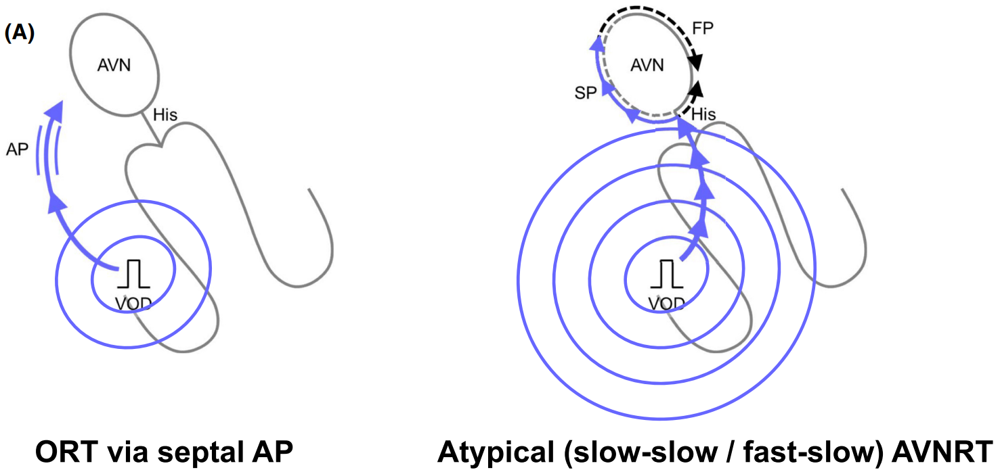 (A)
AVN
His
AP
VOD
ORT via septal AP
FP
AVN
SP
His
VOD
Atypical (slow-slow / fast-slow) AVNRT